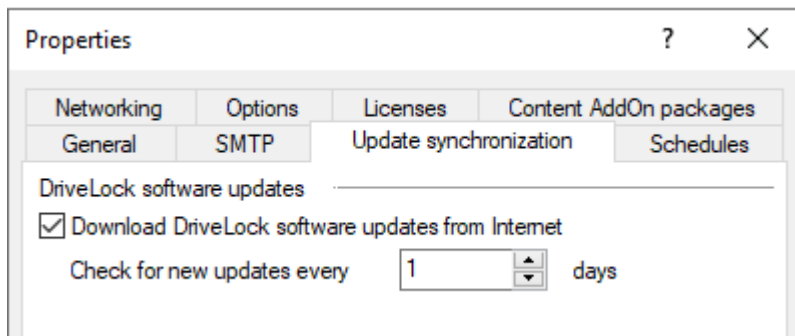 Properties ?
Networking Options Licenses Content AddOn packages
General SMTP Update synchronization Schedules
DriveLock software updates
Download DriveLock software updates from Internet
Check for new updates every 1 days